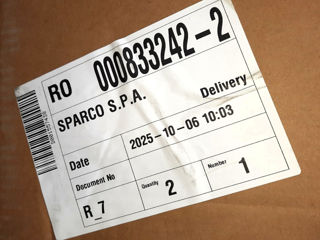 RO 000833242-2
SPARCO S.P.A.
Delivery
Date 2025-10-06 10:03
Document No Quantity Number
R_7 2 1